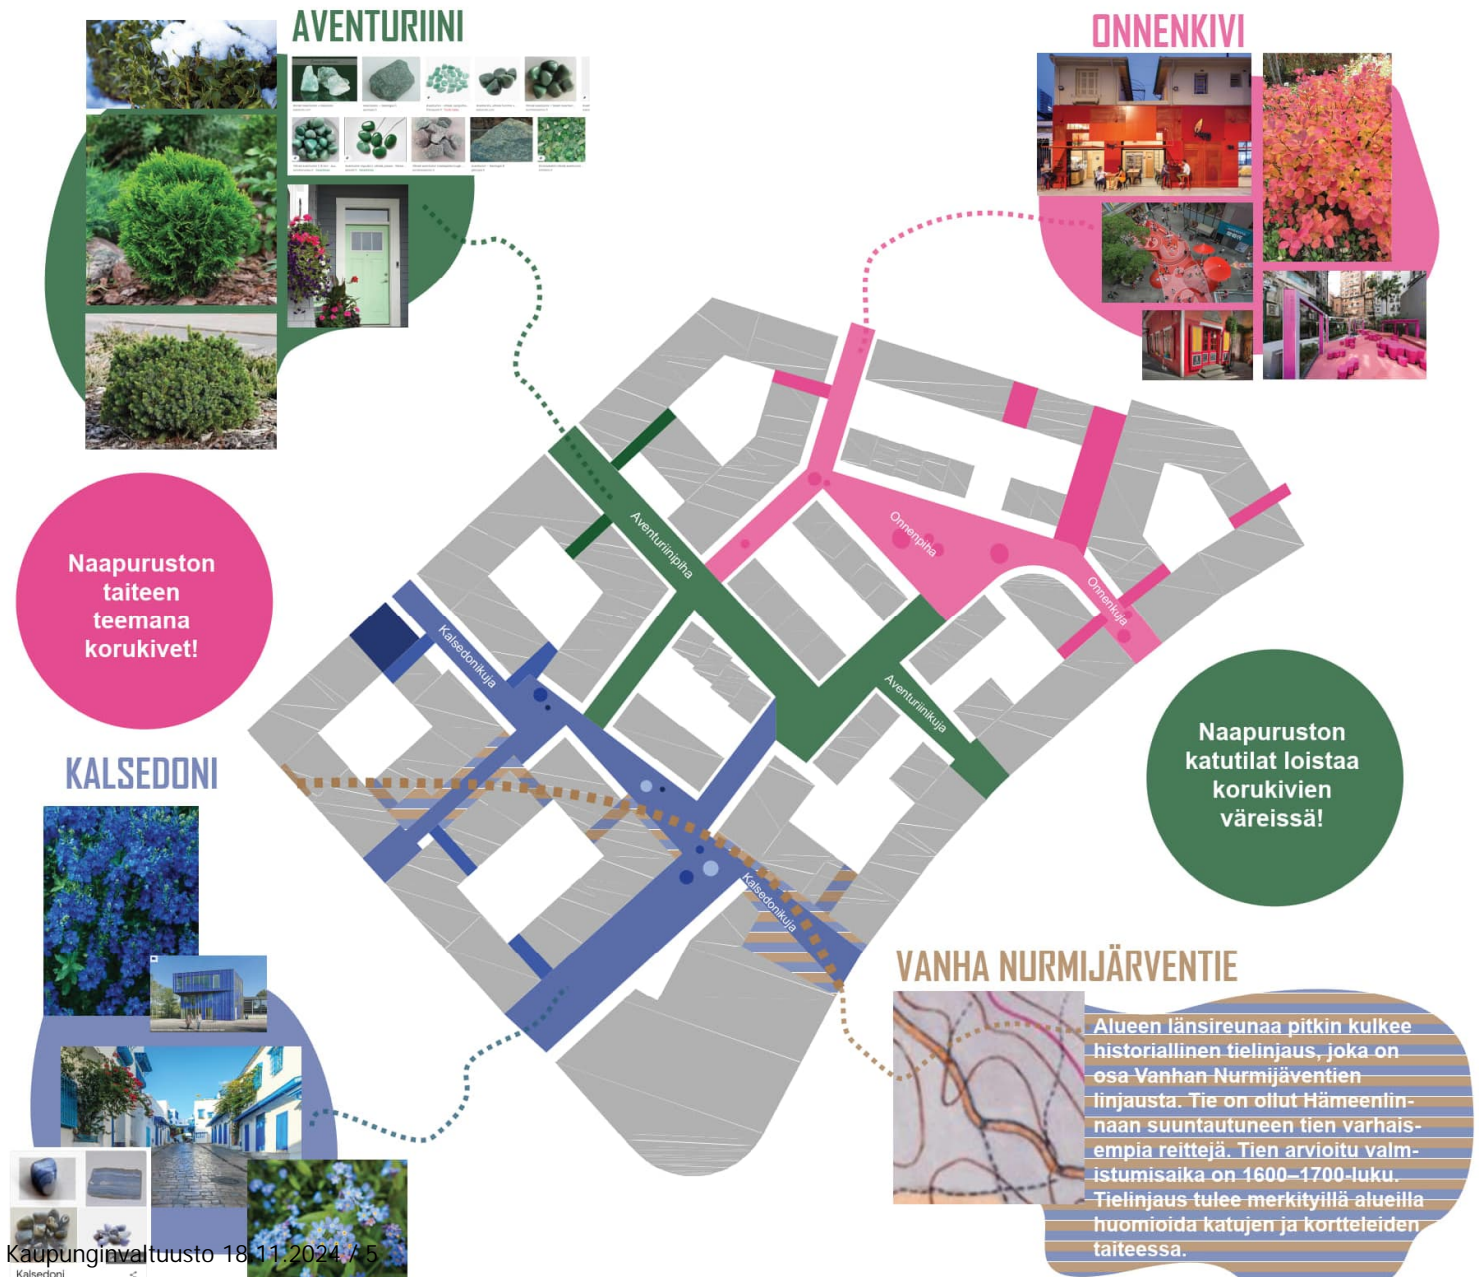 AVENTURIINI
ONNENKIVI
Aventuriinipiha
Onnenpiha
Onnenkuja
Naapuruston
taiteen
teemana
korukivet!
Kalsedonikuja
Aventuriinikuja
Naapuruston
katutilat loistaa
korukivien
väreissä!
KALSEDONI
Kalsedonikuja
VANHA NURMIJÄRVENTIE
Alueen länsireunaa pitkin kulkee
historiallinen tielinjaus, joka on
osa Vanhan Nurmijäventien
linjausta. Tie on ollut Hämeenlin-
naan suuntautuneen tien varhais-
empia reittejä. Tien arvioitu valm-
istumisaika on 1600–1700-luku.
Tielinjaus tulee merkityillä alueilla
huomioida katujen ja kortteleiden
taiteessa.
Kaupunginvaltuusto 18.11.2024 / 5
Kalsedoni